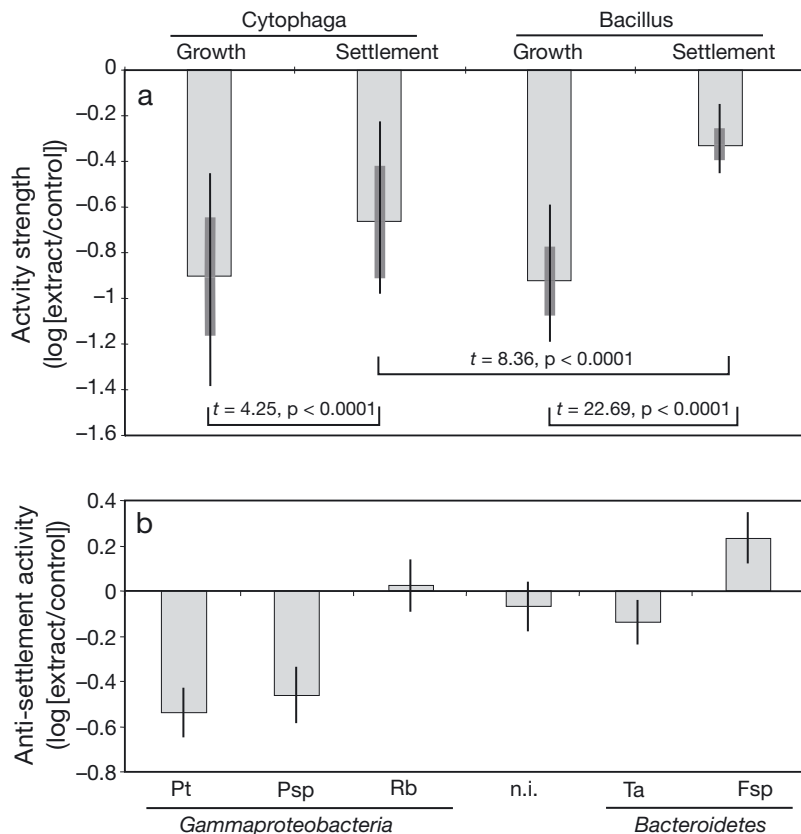 Cytophaga Bacillus
Growth Settlement Growth Settlement
0
a
−0.2
−0.4
−0.6
−0.8
−1
−1.2
−1.4
−1.6
Actvity strength
(log [extract/control])
t = 8.36, p < 0.0001
t = 4.25, p < 0.0001
t = 22.69, p < 0.0001
0.4
b
0.2
0
−0.2
−0.4
−0.6
−0.8
Anti-settlement activity
(log [extract/control])
Pt Psp Rb n.i. Ta Fsp
Gammaproteobacteria Bacteroidetes